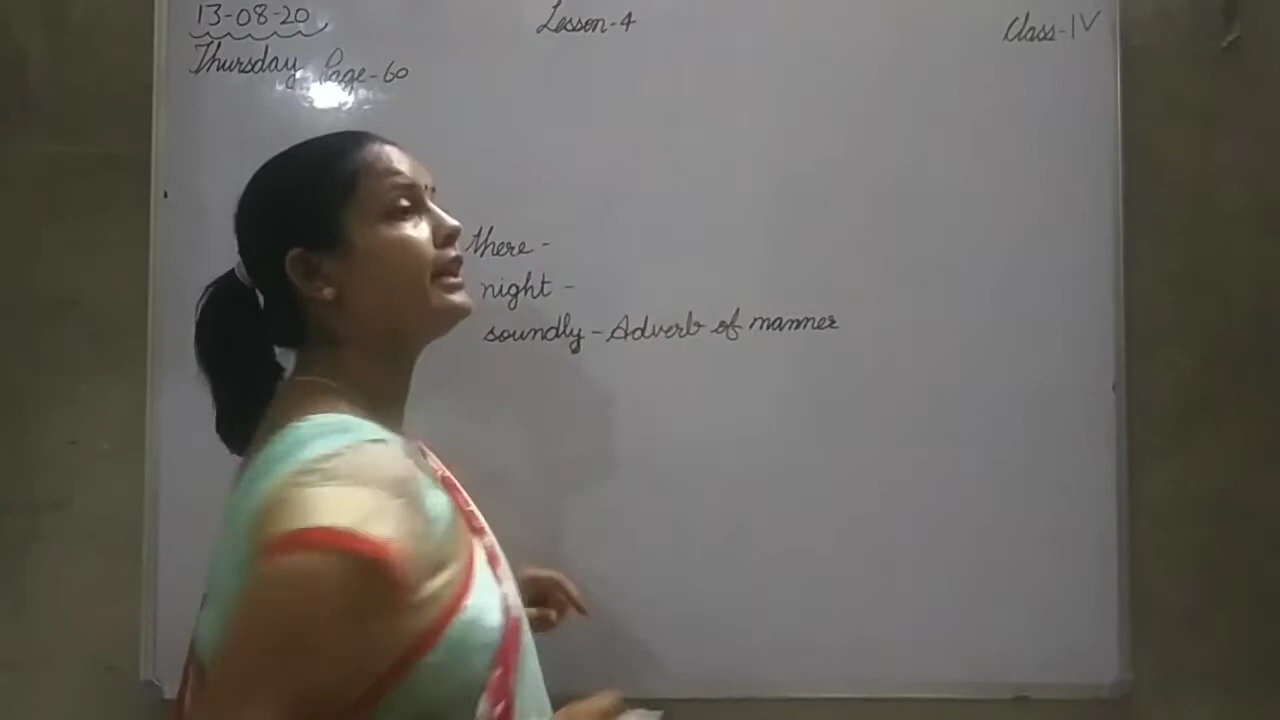 13-08-20 Lesson-4 Class-IV
Thursday Page-60
there -
night -
soundly - Adverb of manner